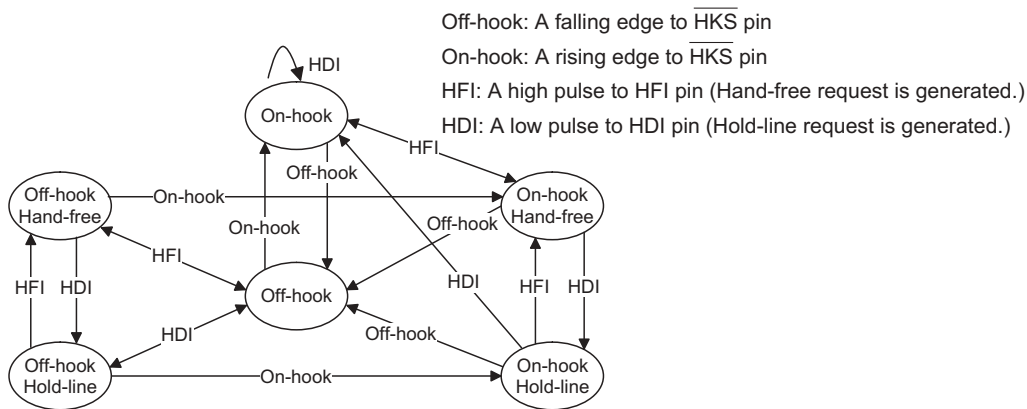 Off-hook: A falling edge to HKS pin
On-hook: A rising edge to HKS pin
HFI: A high pulse to HFI pin (Hand-free request is generated.)
HDI: A low pulse to HDI pin (Hold-line request is generated.)
HDI
On-hook
HFI
Off-hook
Off-hook
Hand-free
On-hook
On-hook
Hand-free
On-hook
Off-hook
HFI
HFI
HDI
Off-hook
HDI
HFI
HDI
HDI
Off-hook
Off-hook
Hold-line
On-hook
On-hook
Hold-line